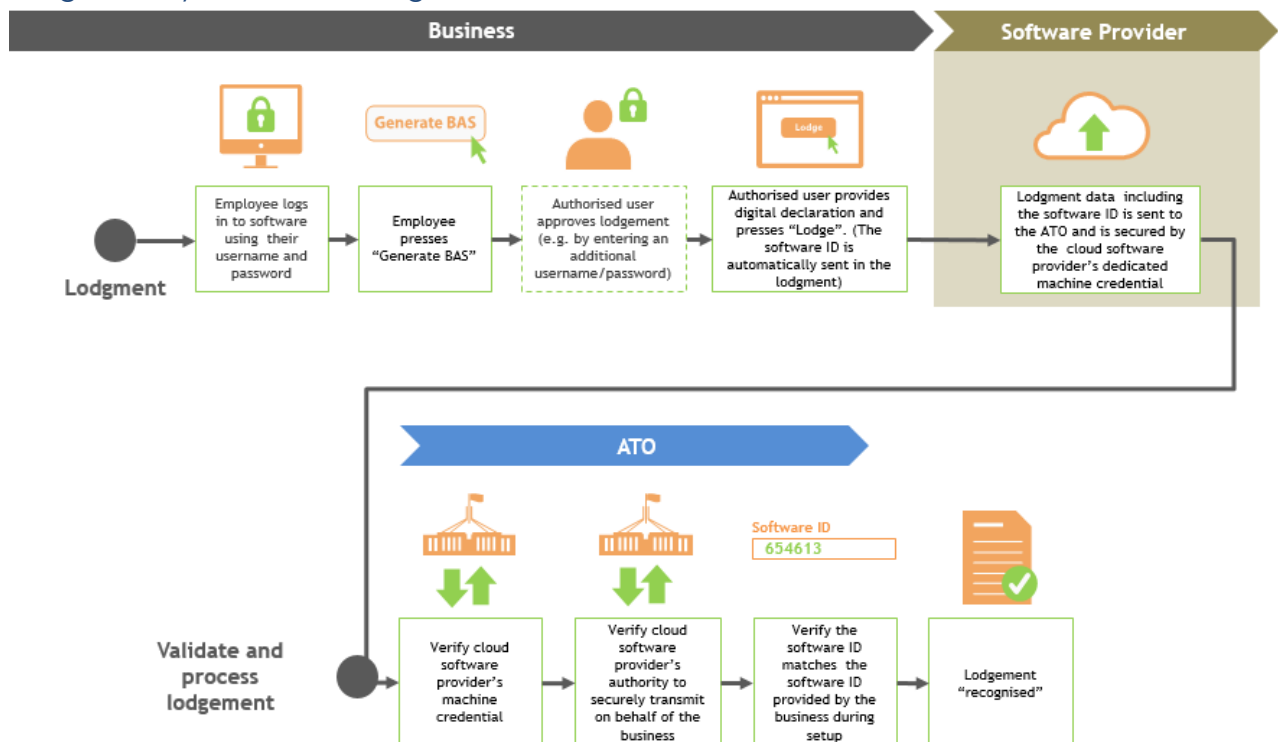 Business
Software Provider
Generate BAS
Lodge
Lodgment
Employee logs
in to software
using their
username and
password
Employee
presses
"Generate BAS"
Authorised user
approves lodgement
(e.g. by entering an
additional
username/password)
Authorised user provides
digital declaration and
presses "Lodge". (The
software ID is
automatically sent in the
lodgment)
Lodgment data including
the software ID is sent to
the ATO and is secured by
the cloud software
provider's dedicated
machine credential
ATO
Software ID
654613
Validate and
process
lodgement
Verify cloud
software
provider's
machine
credential
Verify cloud
software
provider's
authority to
securely transmit
on behalf of the
business
Verify the
software ID
matches the
software ID
provided by the
business during
setup
Lodgement
"recognised"